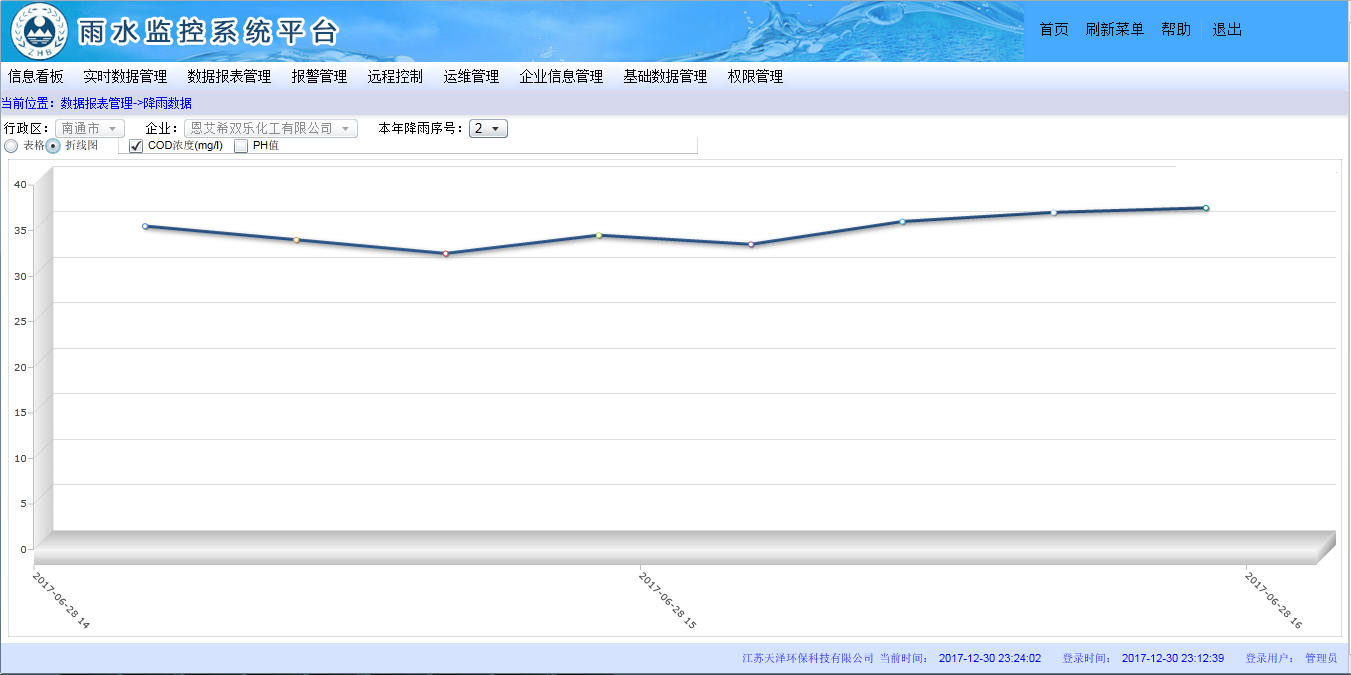 ZHB
雨水监控系统平台
首页 刷新菜单 帮助 退出
信息看板 实时数据管理 数据报表管理 报警管理 远程控制 运维管理 企业信息管理 基础数据管理 权限管理
当前位置：数据报表管理->降雨数据
行政区： 南通市 企业： 恩艾希双乐化工有限公司 本年降雨序号： 2
表格 折线图 COD浓度(mg/l) PH值
40
35
30
25
20
15
10
5
0
2017-06-28 14
2017-06-28 15
2017-06-28 16
江苏天泽环保科技有限公司 当前时间： 2017-12-30 23:24:02 登录时间： 2017-12-30 23:12:39 登录用户： 管理员